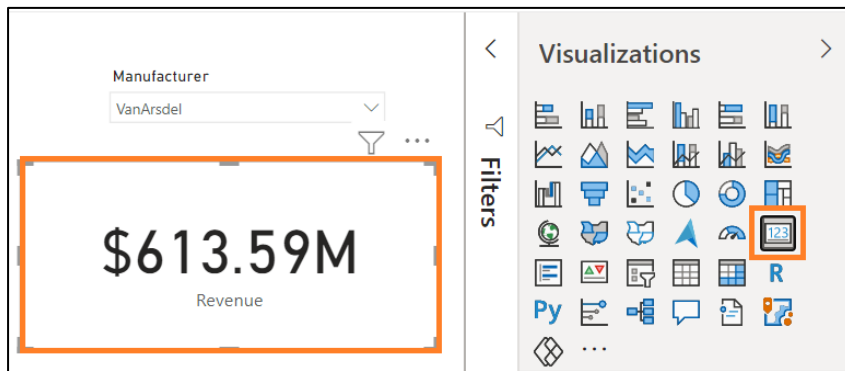 Manufacturer
VanArsdel
$613.59M
Revenue
Filters
Visualizations
123
R
Py